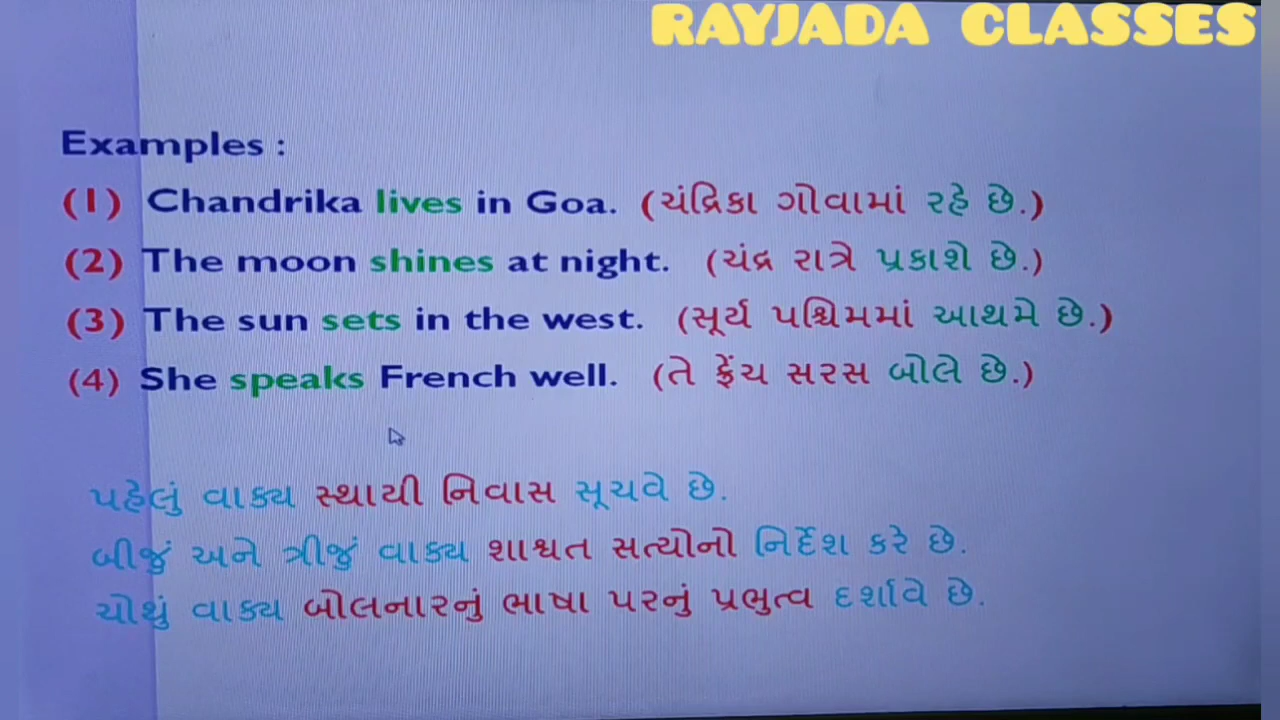 RAYJADA CLASSES
Examples :
(1) Chandrika lives in Goa. (ચંદ્રિકા ગોવામાં રહે છે.)
(2) The moon shines at night. (ચંદ્ર રાત્રે પ્રકાશે છે.)
(3) The sun sets in the west. (સૂર્ય પશ્ચિમમાં આથમે છે.)
(4) She speaks French well. (તે ફ્રેંચ સરસ બોલે છે.)
પહેલું વાક્ય સ્થાયી નિવાસ સૂચવે છે.
બીજું અને ત્રીજું વાક્ય શાશ્વત સત્યોનો નિર્દેશ કરે છે.
ચોથું વાક્ય બોલનારનું ભાષા પરનું પ્રભુત્વ દર્શાવે છે.